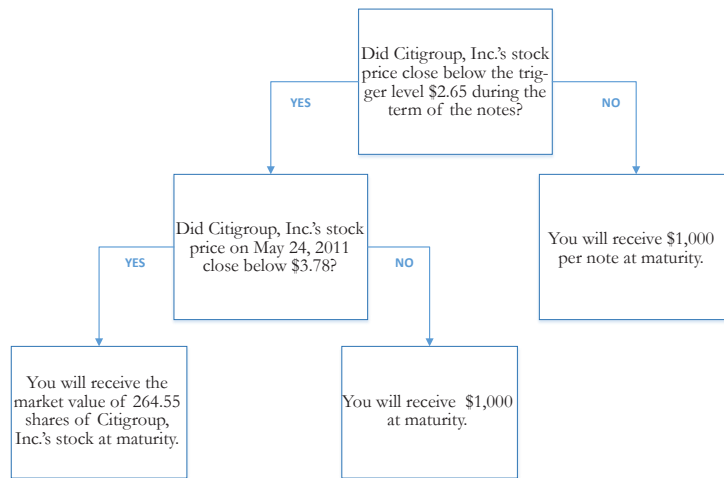 Did Citigroup, Inc.'s stock
price close below the trig-
ger level $2.65 during the
term of the notes?
YES
NO
Did Citigroup, Inc.'s stock
price on May 24, 2011
close below $3.78?
You will receive $1,000
per note at maturity.
YES
NO
You will receive the
market value of 264.55
shares of Citigroup,
Inc.'s stock at maturity.
You will receive $1,000
at maturity.